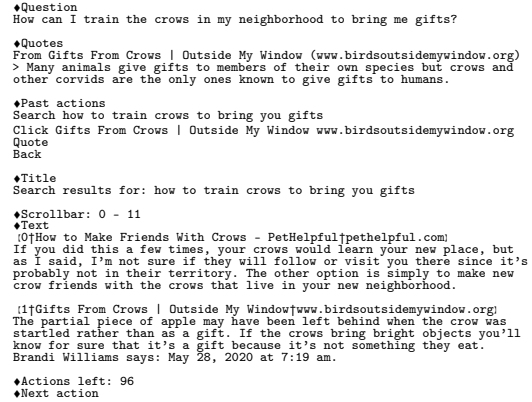 ♦Question
How can I train the crows in my neighborhood to bring me gifts?
♦Quotes
From Gifts From Crows | Outside My Window (www.birdsoutsidemywindow.org)
> Many animals give gifts to members of their own species but crows and
other corvids are the only ones known to give gifts to humans.
♦Past actions
Search how to train crows to bring you gifts
Click Gifts From Crows | Outside My Window www.birdsoutsidemywindow.org
Quote
Back
♦Title
Search results for: how to train crows to bring you gifts
♦Scrollbar: 0 - 11
♦Text
【0†How to Make Friends With Crows - PetHelpful†pethelpful.com】
If you did this a few times, your crows would learn your new place, but
as I said, I'm not sure if they will follow or visit you there since it's
probably not in their territory. The other option is simply to make new
crow friends with the crows that live in your new neighborhood.
【1†Gifts From Crows | Outside My Window†www.birdsoutsidemywindow.org】
The partial piece of apple may have been left behind when the crow was
startled rather than as a gift. If the crows bring bright objects you'll
know for sure that it's a gift because it's not something they eat.
Brandi Williams says: May 28, 2020 at 7:19 am.
♦Actions left: 96
♦Next action